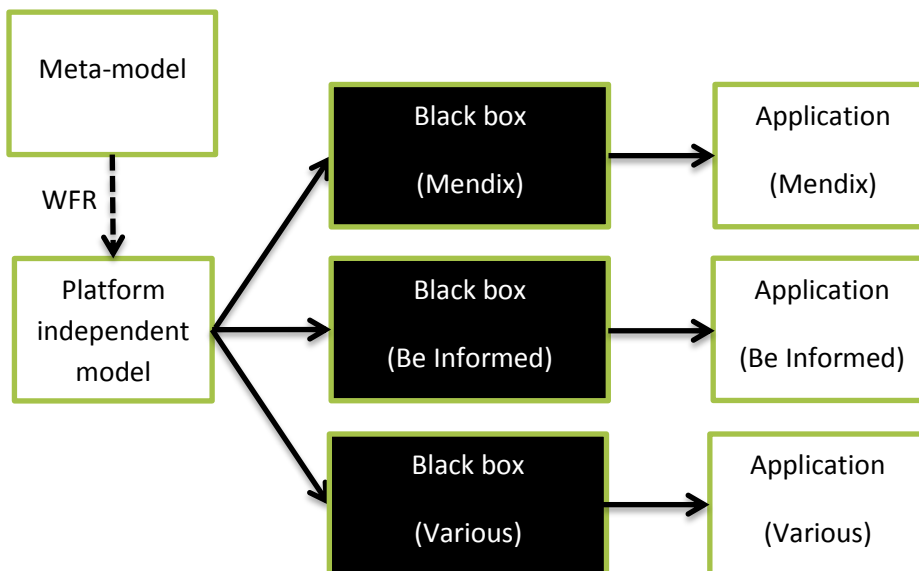 Meta-model
WFR
Platform
independent
model
Black box
(Mendix)
Application
(Mendix)
Black box
(Be Informed)
Application
(Be Informed)
Black box
(Various)
Application
(Various)